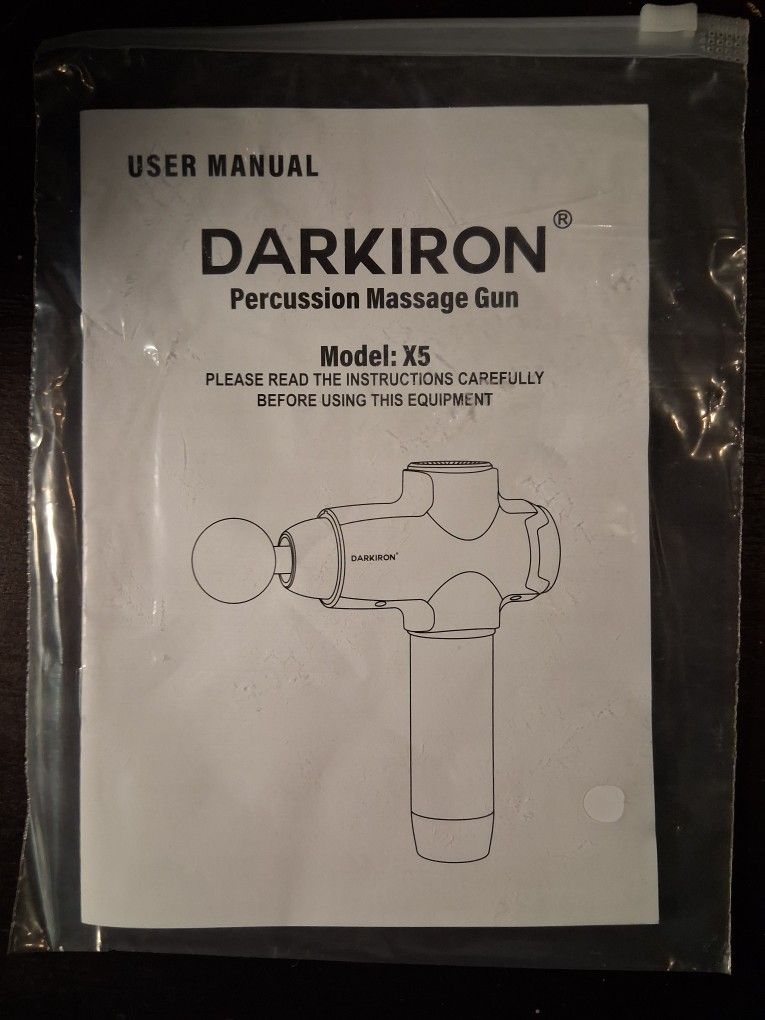 USER MANUAL
DARKIRON®
Percussion Massage Gun
Model: X5
PLEASE READ THE INSTRUCTIONS CAREFULLY
BEFORE USING THIS EQUIPMENT
DARKIRON®